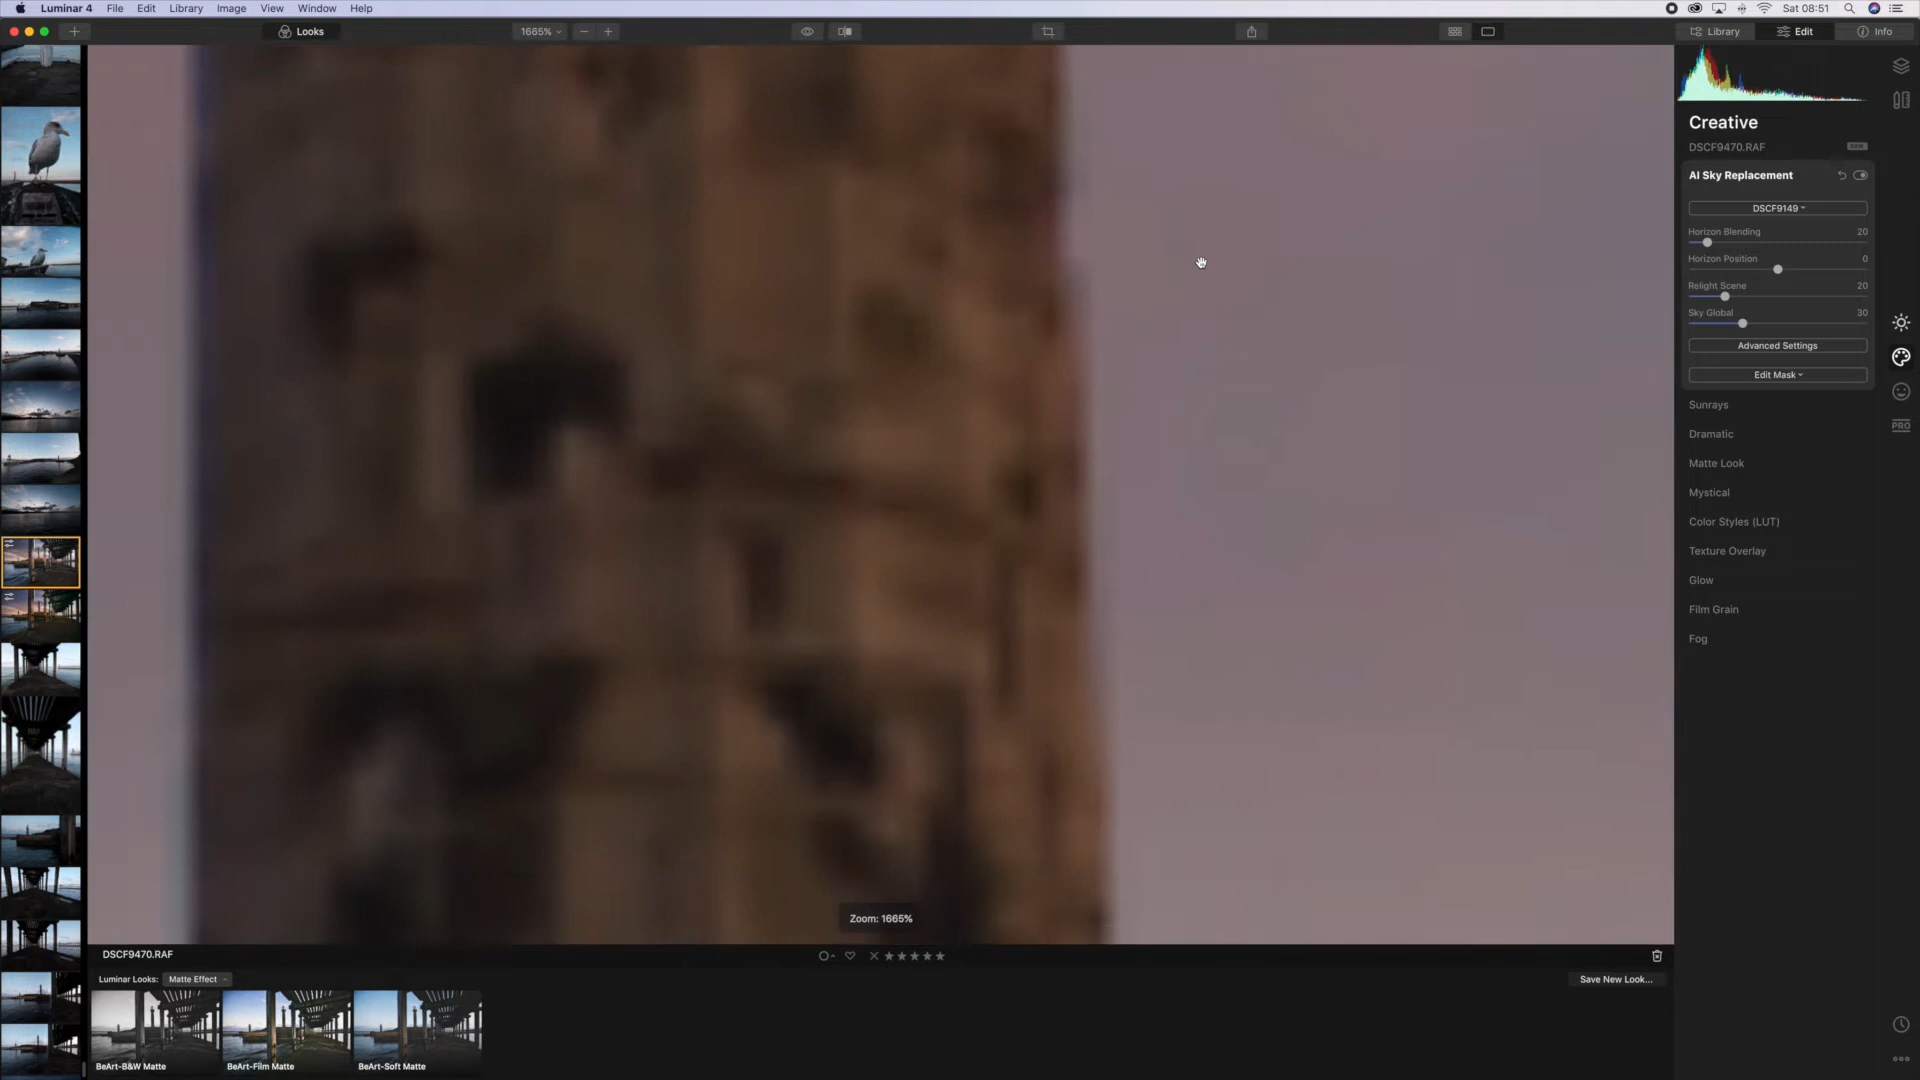 Luminar 4 File Edit Library Image View Window Help Sat 08:51
Looks 1665% Library Edit Info
Creative
DSCF9470.RAF RAW
AI Sky Replacement
DSCF9149
Horizon Blending 20
Horizon Position 0
Relight Scene 20
Sky Global 30
Advanced Settings
Edit Mask
Sunrays
PRO
Dramatic
Matte Look
Mystical
Color Styles (LUT)
Texture Overlay
Glow
Film Grain
Fog
Zoom: 1665%
DSCF9470.RAF
Luminar Looks: Matte Effect Save New Look...
BeArt-B&W Matte BeArt-Film Matte BeArt-Soft Matte